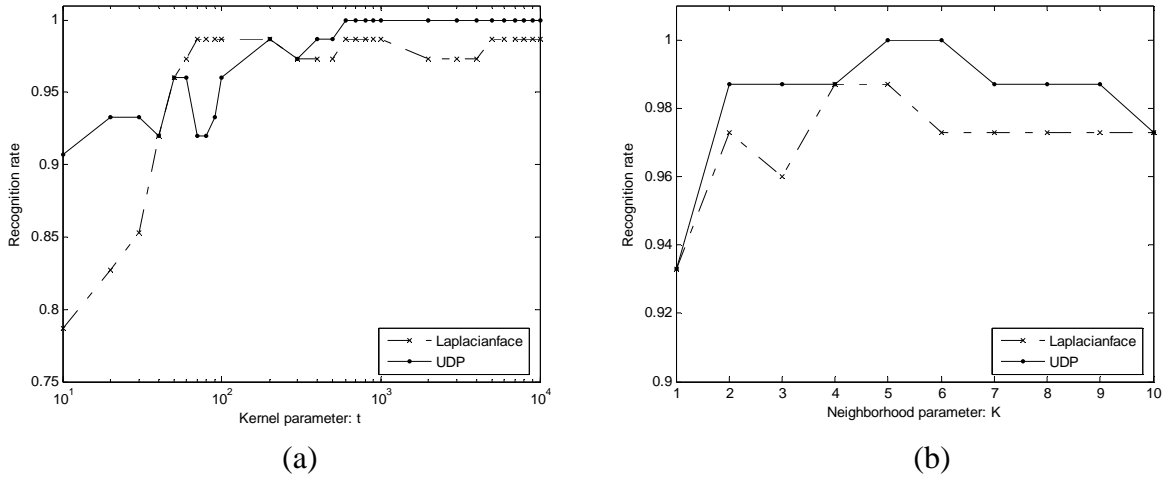 1
0.95
0.9
0.85
0.8
0.75
Recognition rate
10^1 10^2 10^3 10^4
Kernel parameter: t
Laplacianface
UDP
(a)
1
0.98
0.96
0.94
0.92
0.9
Recognition rate
1 2 3 4 5 6 7 8 9 10
Neighborhood parameter: K
Laplacianface
UDP
(b)